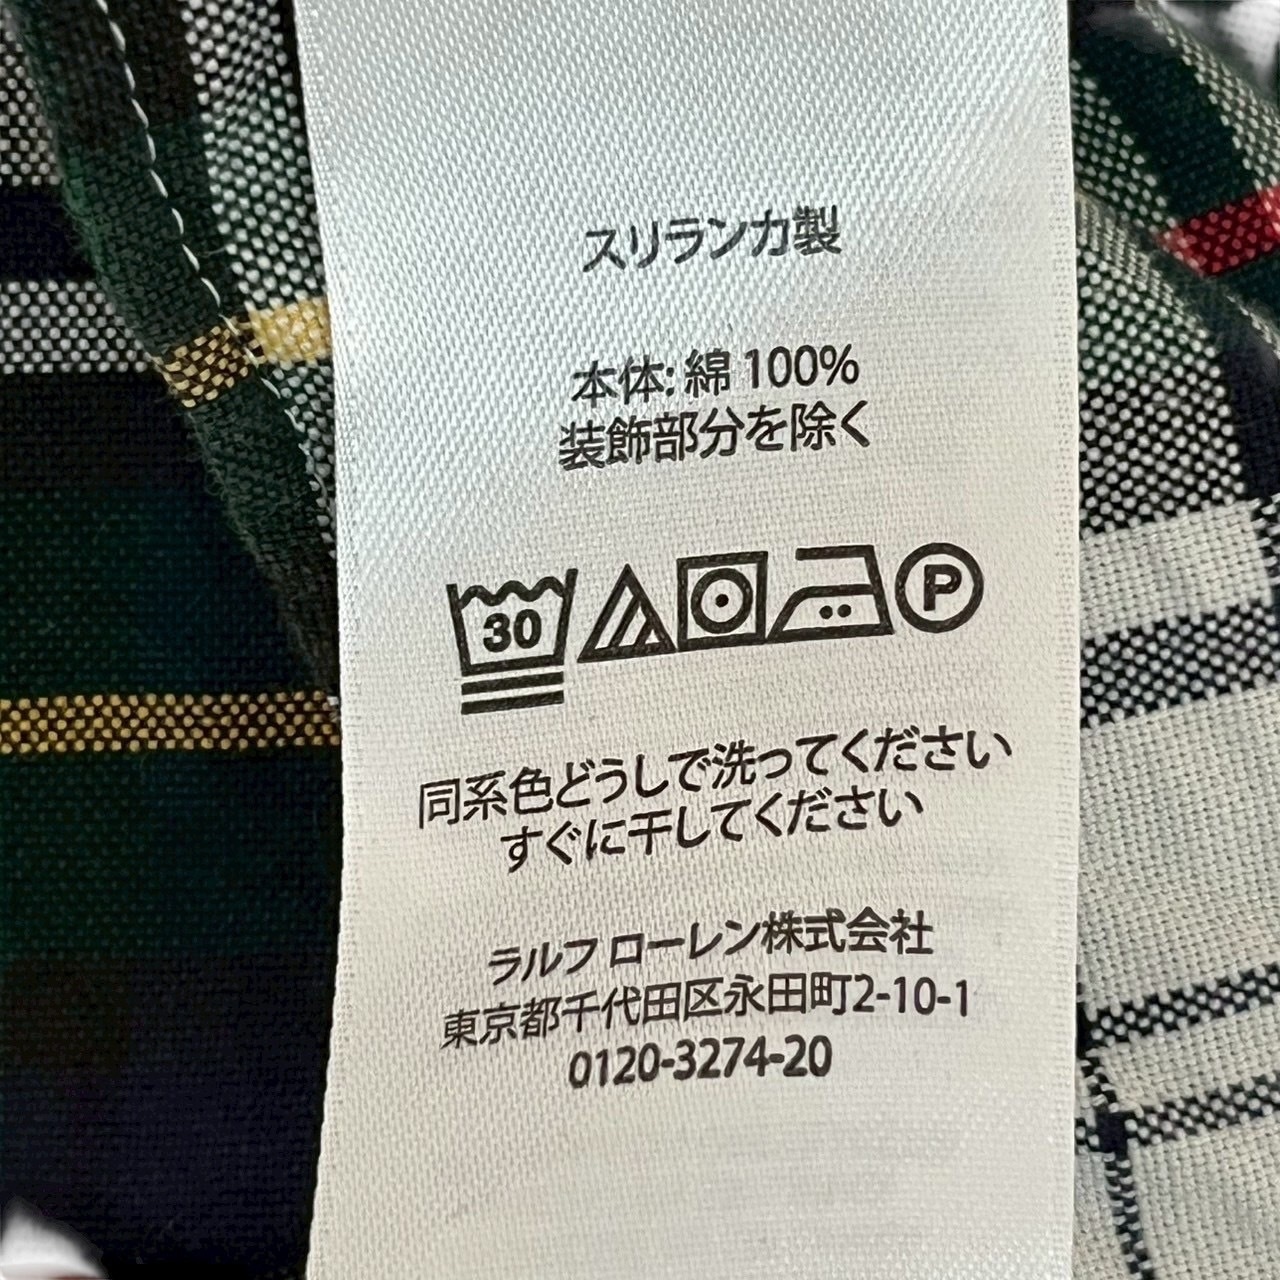 スリランカ製
本体: 綿 100%
装飾部分を除く
30
P
同系色どうしで洗ってください
すぐに干してください
ラルフ ローレン株式会社
東京都千代田区永田町2-10-1
0120-3274-20